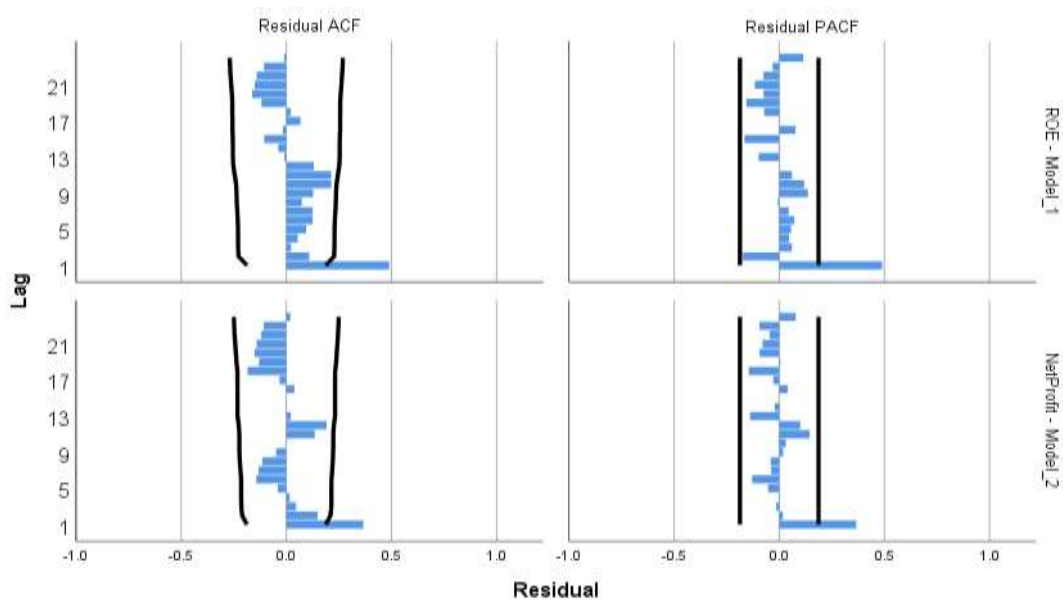 Residual ACF
Residual PACF
Lag
21
17
13
9
5
1
ROE - Model_1
21
17
13
9
5
1
NetProfit - Model_2
-1.0 -0.5 0.0 0.5 1.0
-1.0 -0.5 0.0 0.5 1.0
Residual